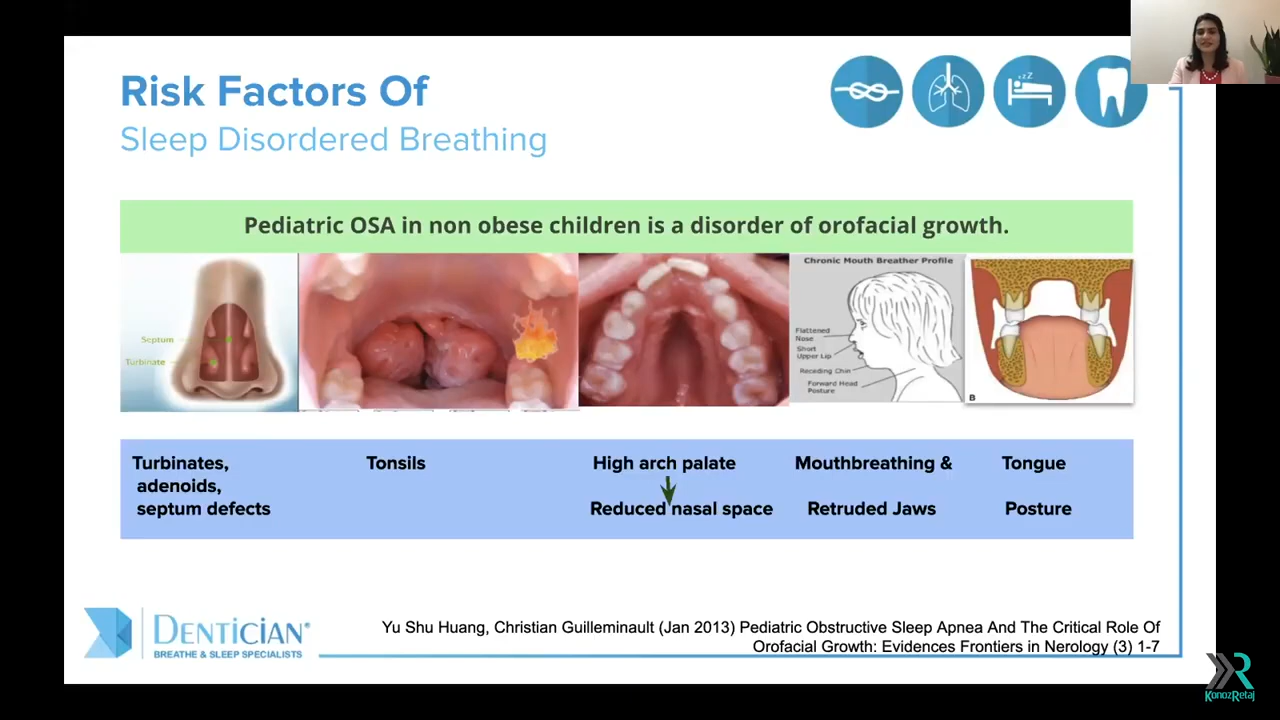 Risk Factors Of
Sleep Disordered Breathing
zZ
Pediatric OSA in non obese children is a disorder of orofacial growth.
Septum
Turbinate
Chronic Mouth Breather Profile
Flattened
Nose
Short
Upper Lip
Receding Chin
Forward Head
Posture
B
Turbinates,
adenoids,
septum defects
Tonsils
High arch palate
Reduced nasal space
Mouthbreathing &
Retruded Jaws
Tongue
Posture
DENTICIAN®
BREATHE & SLEEP SPECIALISTS
Yu Shu Huang, Christian Guilleminault (Jan 2013) Pediatric Obstructive Sleep Apnea And The Critical Role Of
Orofacial Growth: Evidences Frontiers in Nerology (3) 1-7
KonozRetaj